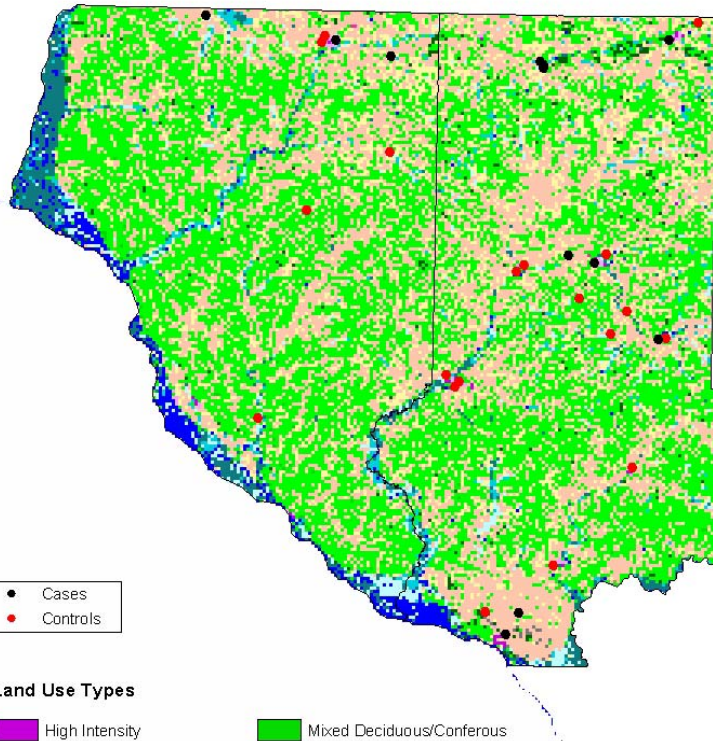 Cases
Controls
Land Use Types
High Intensity
Mixed Deciduous/Conferous